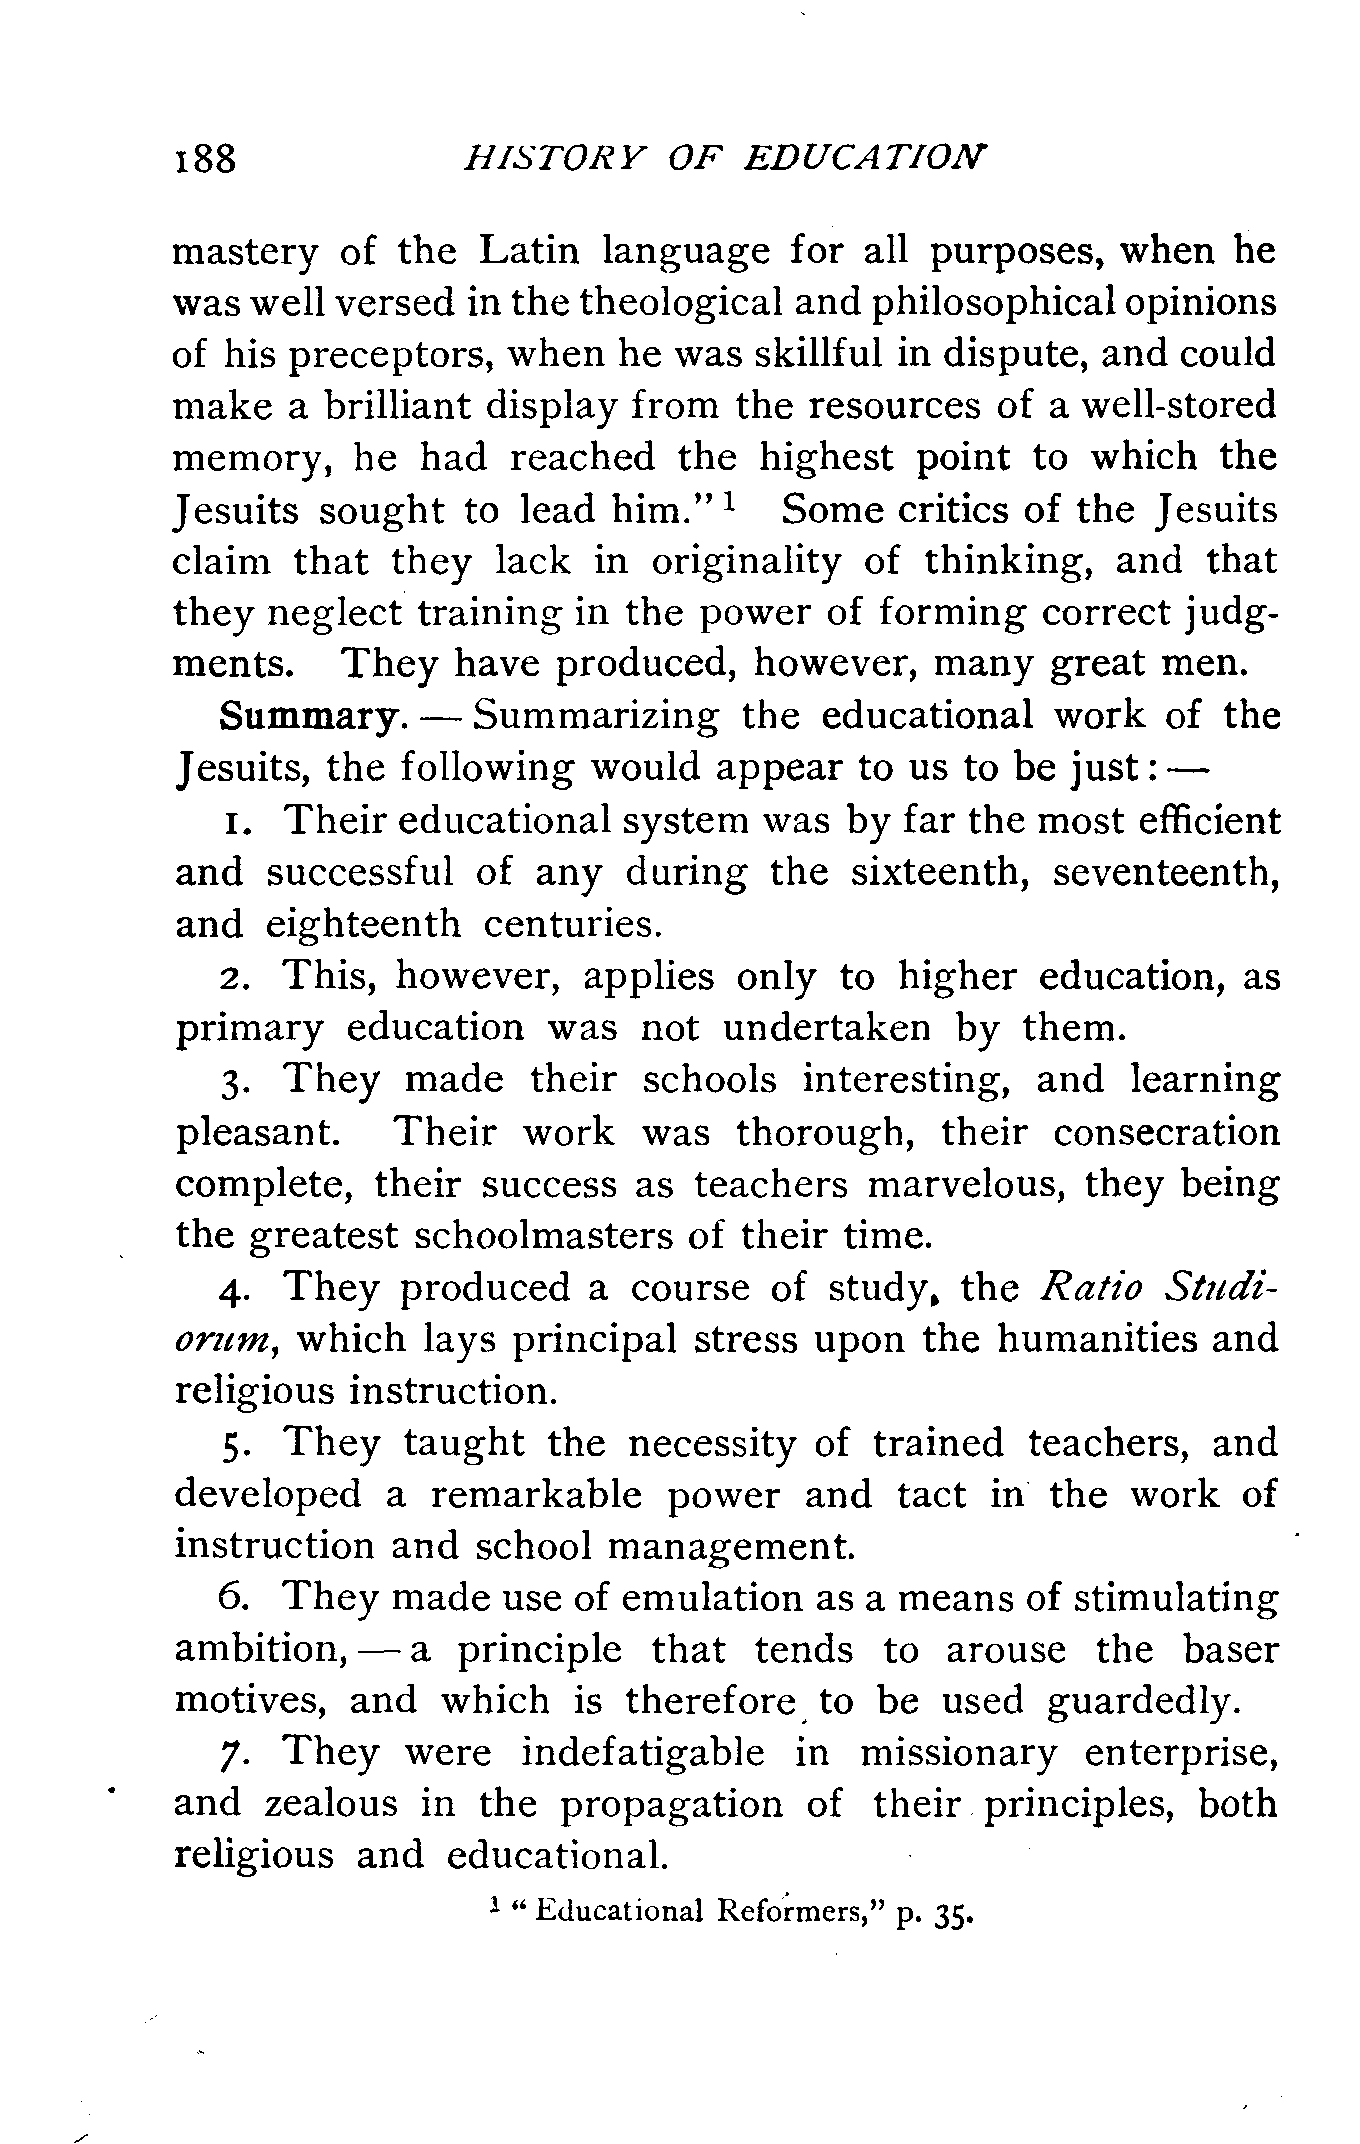 188 HISTORY OF EDUCATION
mastery of the Latin language for all purposes, when he
was well versed in the theological and philosophical opinions
of his preceptors, when he was skillful in dispute, and could
make a brilliant display from the resources of a well-stored
memory, he had reached the highest point to which the
Jesuits sought to lead him.” ¹ Some critics of the Jesuits
claim that they lack in originality of thinking, and that
they neglect training in the power of forming correct judg-
ments. They have produced, however, many great men.
Summary. — Summarizing the educational work of the
Jesuits, the following would appear to us to be just : —
1. Their educational system was by far the most efficient
and successful of any during the sixteenth, seventeenth,
and eighteenth centuries.
2. This, however, applies only to higher education, as
primary education was not undertaken by them.
3. They made their schools interesting, and learning
pleasant. Their work was thorough, their consecration
complete, their success as teachers marvelous, they being
the greatest schoolmasters of their time.
4. They produced a course of study, the Ratio Studi-
orum, which lays principal stress upon the humanities and
religious instruction.
5. They taught the necessity of trained teachers, and
developed a remarkable power and tact in the work of
instruction and school management.
6. They made use of emulation as a means of stimulating
ambition, — a principle that tends to arouse the baser
motives, and which is therefore to be used guardedly.
7. They were indefatigable in missionary enterprise,
and zealous in the propagation of their principles, both
religious and educational.
¹ “ Educational Reformers,” p. 35.